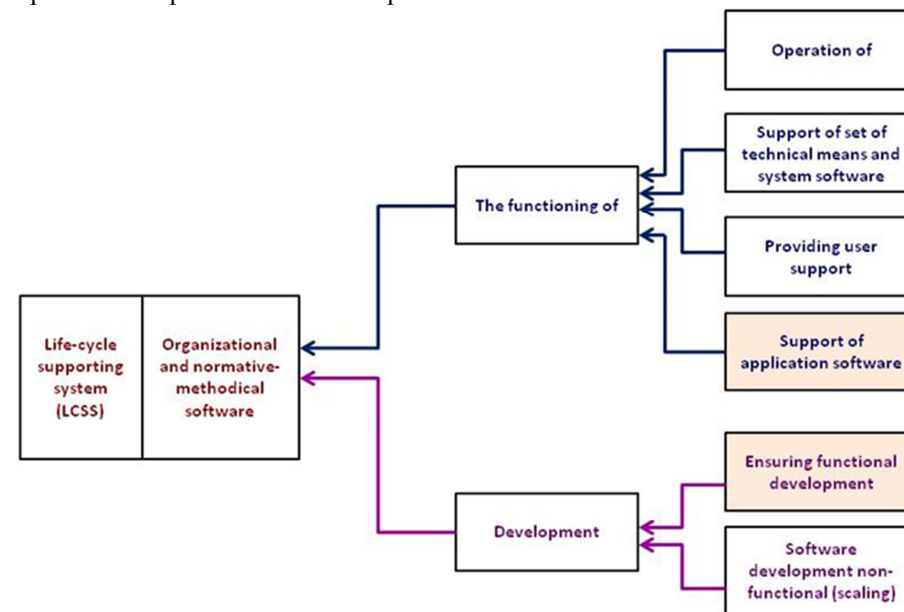 Operation of
Support of set of
technical means and
system software
The functioning of
Providing user
support
Life-cycle
supporting
system
(LCSS)
Organizational
and normative-
methodical
software
Support of
application software
Ensuring functional
development
Development
Software
development non-
functional (scaling)